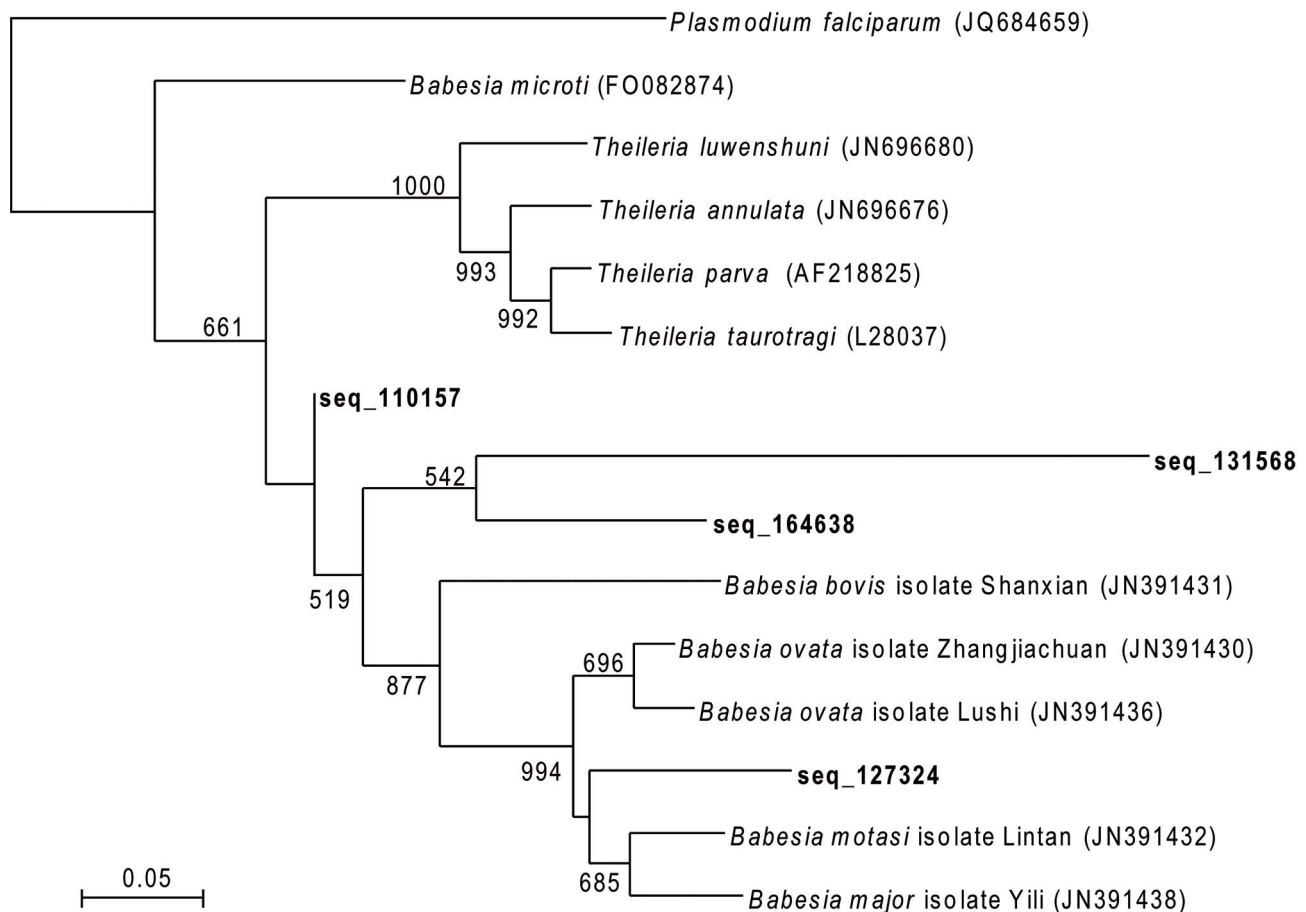 Plasmodium falciparum (JQ684659)
Babesia microti (FO082874)
Theileria luwenshuni (JN696680)
1000
Theileria annulata (JN696676)
993
Theileria parva (AF218825)
992
Theileria taurotragi (L28037)
661
seq_110157
542
seq_131568
seq_164638
519
Babesia bovis isolate Shanxian (JN391431)
696
Babesia ovata isolate Zhangjiachuan (JN391430)
877
Babesia ovata isolate Lushi (JN391436)
994
seq_127324
Babesia motasi isolate Lintan (JN391432)
685
Babesia major isolate Yili (JN391438)
0.05